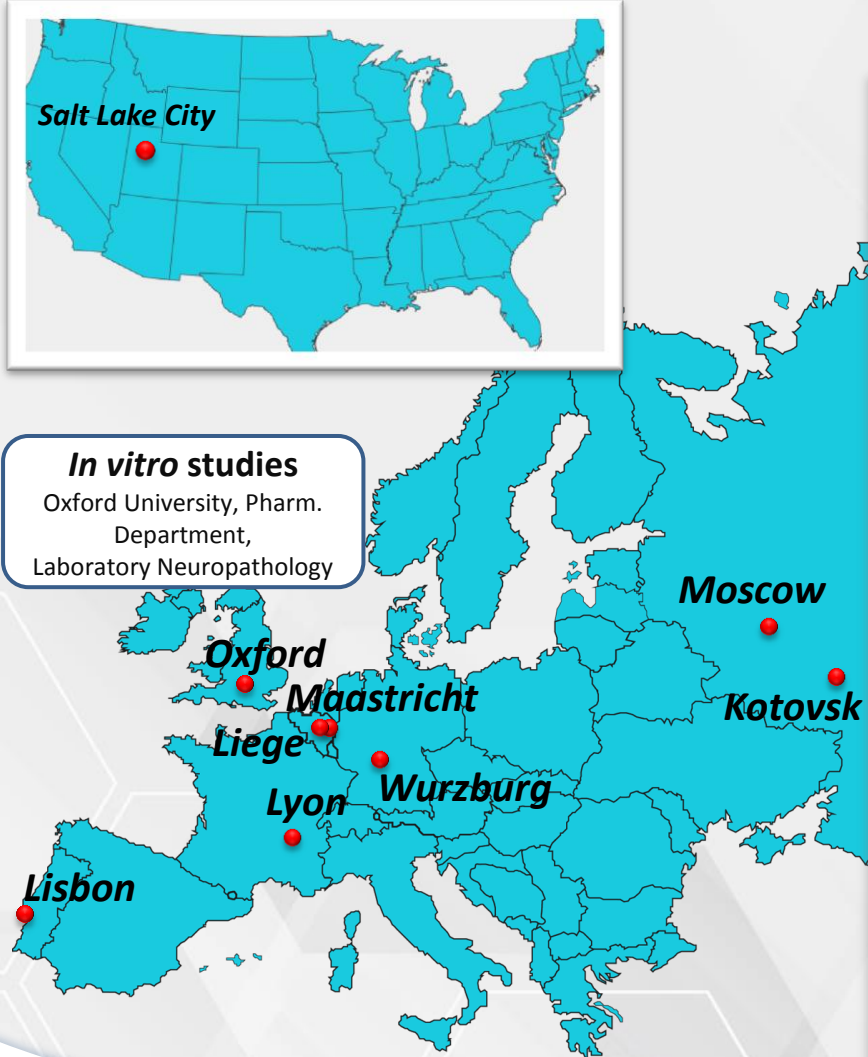 Salt Lake City
In vitro studies
Oxford University, Pharm.
Department,
Laboratory Neuropathology
Moscow
Oxford
Maastricht
Kotovsk
Liege
Wurzburg
Lyon
Lisbon